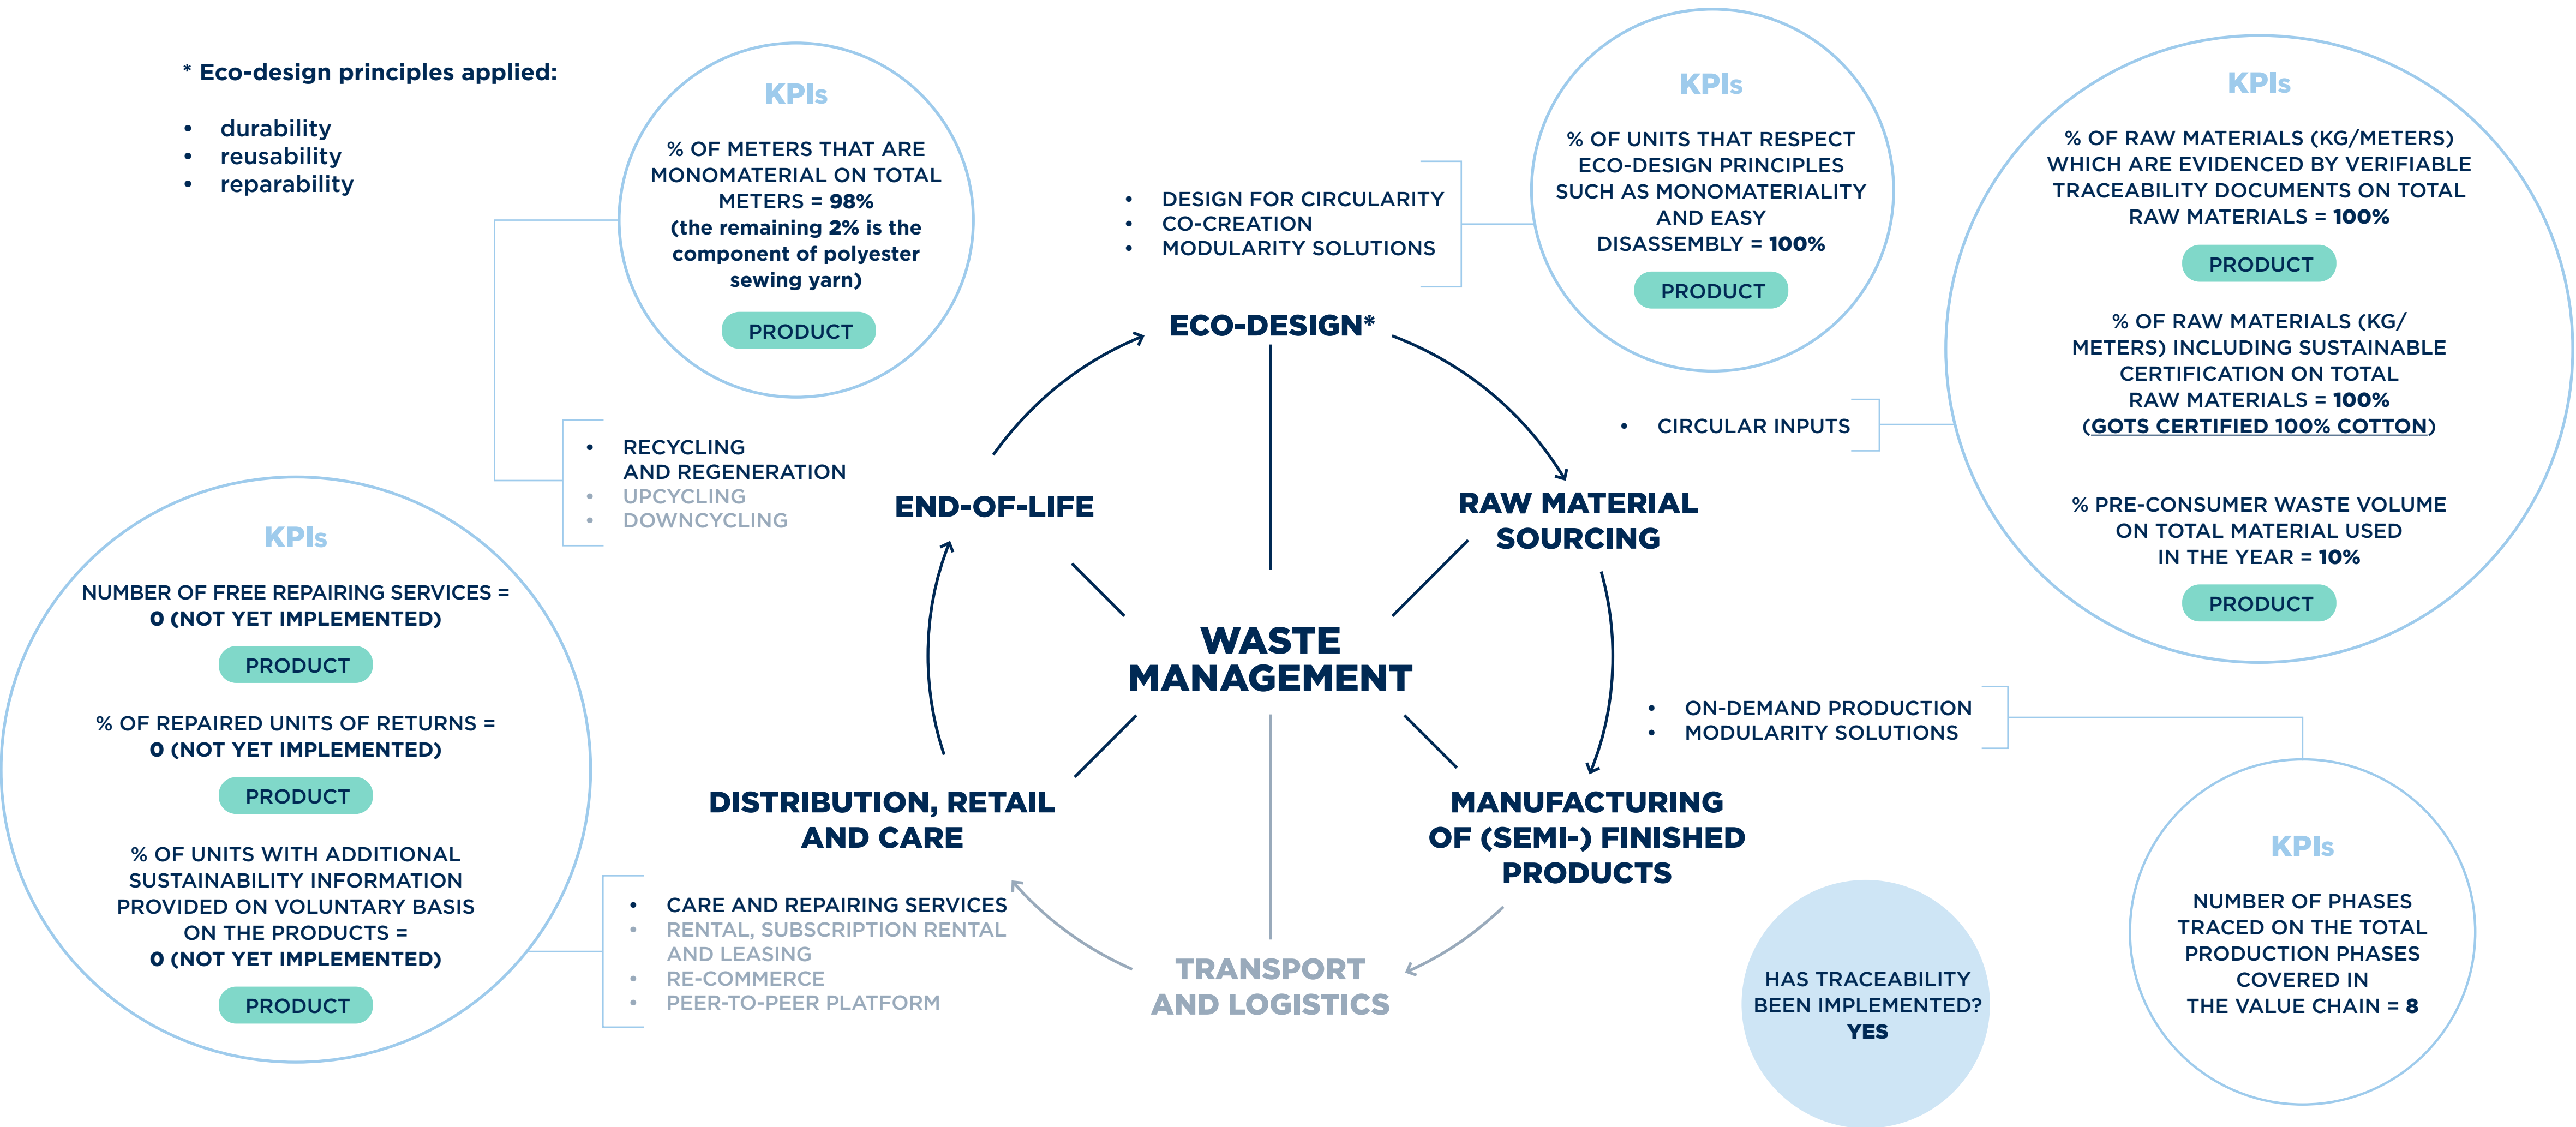 * Eco-design principles applied:
• durability
• reusability
• reparability
KPIs
% OF METERS THAT ARE
MONOMATERIAL ON TOTAL
METERS = 98%
(the remaining 2% is the
component of polyester
sewing yarn)
PRODUCT
• DESIGN FOR CIRCULARITY
• CO-CREATION
• MODULARITY SOLUTIONS
KPIs
% OF UNITS THAT RESPECT
ECO-DESIGN PRINCIPLES
SUCH AS MONOMATERIALITY
AND EASY
DISASSEMBLY = 100%
PRODUCT
KPIs
% OF RAW MATERIALS (KG/METERS)
WHICH ARE EVIDENCED BY VERIFIABLE
TRACEABILITY DOCUMENTS ON TOTAL
RAW MATERIALS = 100%
PRODUCT
% OF RAW MATERIALS (KG/
METERS) INCLUDING SUSTAINABLE
CERTIFICATION ON TOTAL
RAW MATERIALS = 100%
(GOTS CERTIFIED 100% COTTON)
% PRE-CONSUMER WASTE VOLUME
ON TOTAL MATERIAL USED
IN THE YEAR = 10%
PRODUCT
ECO-DESIGN*
• CIRCULAR INPUTS
• RECYCLING
AND REGENERATION
• UPCYCLING
• DOWNCYCLING
END-OF-LIFE
RAW MATERIAL
SOURCING
KPIs
NUMBER OF FREE REPAIRING SERVICES =
0 (NOT YET IMPLEMENTED)
PRODUCT
% OF REPAIRED UNITS OF RETURNS =
0 (NOT YET IMPLEMENTED)
PRODUCT
% OF UNITS WITH ADDITIONAL
SUSTAINABILITY INFORMATION
PROVIDED ON VOLUNTARY BASIS
ON THE PRODUCTS =
0 (NOT YET IMPLEMENTED)
PRODUCT
WASTE
MANAGEMENT
• ON-DEMAND PRODUCTION
• MODULARITY SOLUTIONS
DISTRIBUTION, RETAIL
AND CARE
MANUFACTURING
OF (SEMI-) FINISHED
PRODUCTS
• CARE AND REPAIRING SERVICES
• RENTAL, SUBSCRIPTION RENTAL
AND LEASING
• RE-COMMERCE
• PEER-TO-PEER PLATFORM
TRANSPORT
AND LOGISTICS
HAS TRACEABILITY
BEEN IMPLEMENTED?
YES
KPIs
NUMBER OF PHASES
TRACED ON THE TOTAL
PRODUCTION PHASES
COVERED IN
THE VALUE CHAIN = 8